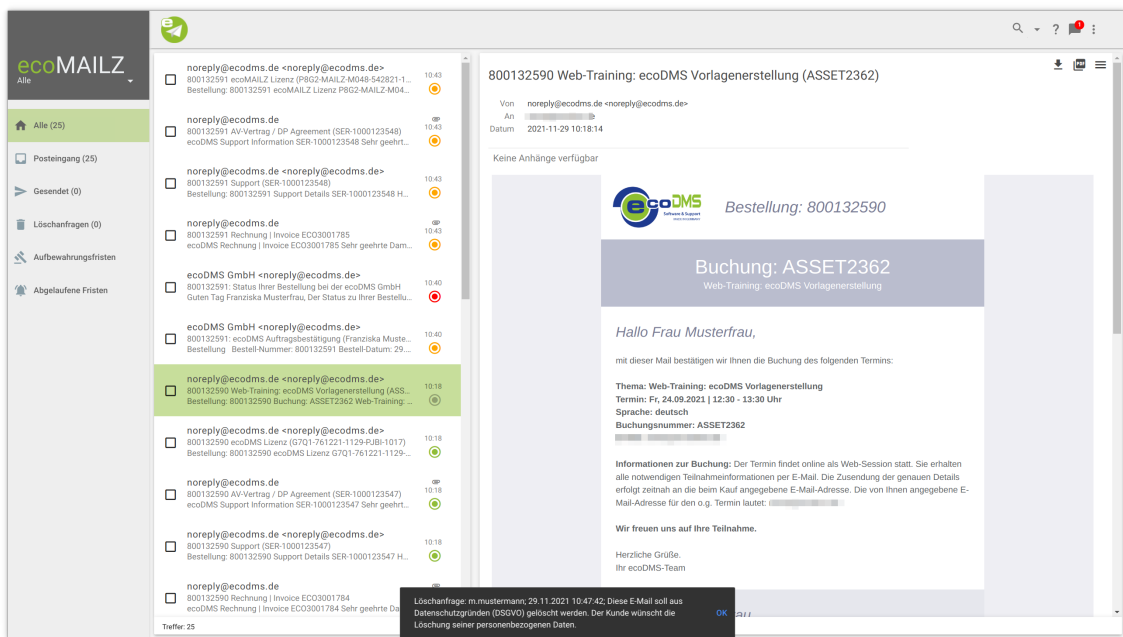 ecoMAILZ
Alle
Alle (25)
Posteingang (25)
Gesendet (0)
Löschanfragen (0)
Aufbewahrungsfristen
Abgelaufene Fristen
e
?
1
noreply@ecodms.de <noreply@ecodms.de>
800132591 ecoMAILZ Lizenz (P8G2-MAILZ-M048-542821-1...
Bestellung: 800132591 ecoMAILZ Lizenz P8G2-MAILZ-M04...
10:43
noreply@ecodms.de
800132591 AV-Vertrag / DP Agreement (SER-1000123548)
ecoDMS Support Information SER-1000123548 Sehr geehrt...
10:43
noreply@ecodms.de <noreply@ecodms.de>
800132591 Support (SER-1000123548)
Bestellung: 800132591 Support Details SER-1000123548 H...
10:43
noreply@ecodms.de
800132591 Rechnung | Invoice ECO3001785
ecoDMS Rechnung | Invoice ECO3001785 Sehr geehrte Dam...
10:43
ecoDMS GmbH <noreply@ecodms.de>
800132591: Status Ihrer Bestellung bei der ecoDMS GmbH
Guten Tag Franziska Musterfrau, Der Status zu Ihrer Bestellu...
10:40
ecoDMS GmbH <noreply@ecodms.de>
800132591: ecoDMS Auftragsbestätigung (Franziska Muste...
Bestellung Bestell-Nummer: 800132591 Bestell-Datum: 29....
10:40
noreply@ecodms.de <noreply@ecodms.de>
800132590 Web-Training: ecoDMS Vorlagenerstellung (ASS...
Bestellung: 800132590 Buchung: ASSET2362 Web-Training: ...
10:18
noreply@ecodms.de <noreply@ecodms.de>
800132590 ecoDMS Lizenz (G7Q1-761221-1129-PJBI-1017)
Bestellung: 800132590 ecoDMS Lizenz G7Q1-761221-1129-...
10:18
noreply@ecodms.de
800132590 AV-Vertrag / DP Agreement (SER-1000123547)
ecoDMS Support Information SER-1000123547 Sehr geehrt...
10:18
noreply@ecodms.de <noreply@ecodms.de>
800132590 Support (SER-1000123547)
Bestellung: 800132590 Support Details SER-1000123547 H...
10:18
noreply@ecodms.de
800132590 Rechnung | Invoice ECO3001784
ecoDMS Rechnung | Invoice ECO3001784 Sehr geehrte Da
Treffer: 25
800132590 Web-Training: ecoDMS Vorlagenerstellung (ASSET2362)
PDF
Von noreply@ecodms.de <noreply@ecodms.de>
An
Datum 2021-11-29 10:18:14
Keine Anhänge verfügbar
ecoDMS
Software & Support
Bestellung: 800132590
Buchung: ASSET2362
Web-Training: ecoDMS Vorlagenerstellung
Hallo Frau Musterfrau,
mit dieser Mail bestätigen wir Ihnen die Buchung des folgenden Termins:
Thema: Web-Training: ecoDMS Vorlagenerstellung
Termin: Fr, 24.09.2021 | 12:30 - 13:30 Uhr
Sprache: deutsch
Buchungsnummer: ASSET2362
Informationen zur Buchung: Der Termin findet online als Web-Session statt. Sie erhalten
alle notwendigen Teilnahmeinformationen per E-Mail. Die Zusendung der genauen Details
erfolgt zeitnah an die beim Kauf angegebene E-Mail-Adresse. Die von Ihnen angegebene E-
Mail-Adresse für den o.g. Termin lautet:
Wir freuen uns auf Ihre Teilnahme.
Herzliche Grüße.
Ihr ecoDMS-Team
Löschanfrage: m.mustermann; 29.11.2021 10:47:42; Diese E-Mail soll aus
Datenschutzgründen (DSGVO) gelöscht werden. Der Kunde wünscht die
Löschung seiner personenbezogenen Daten.
OK